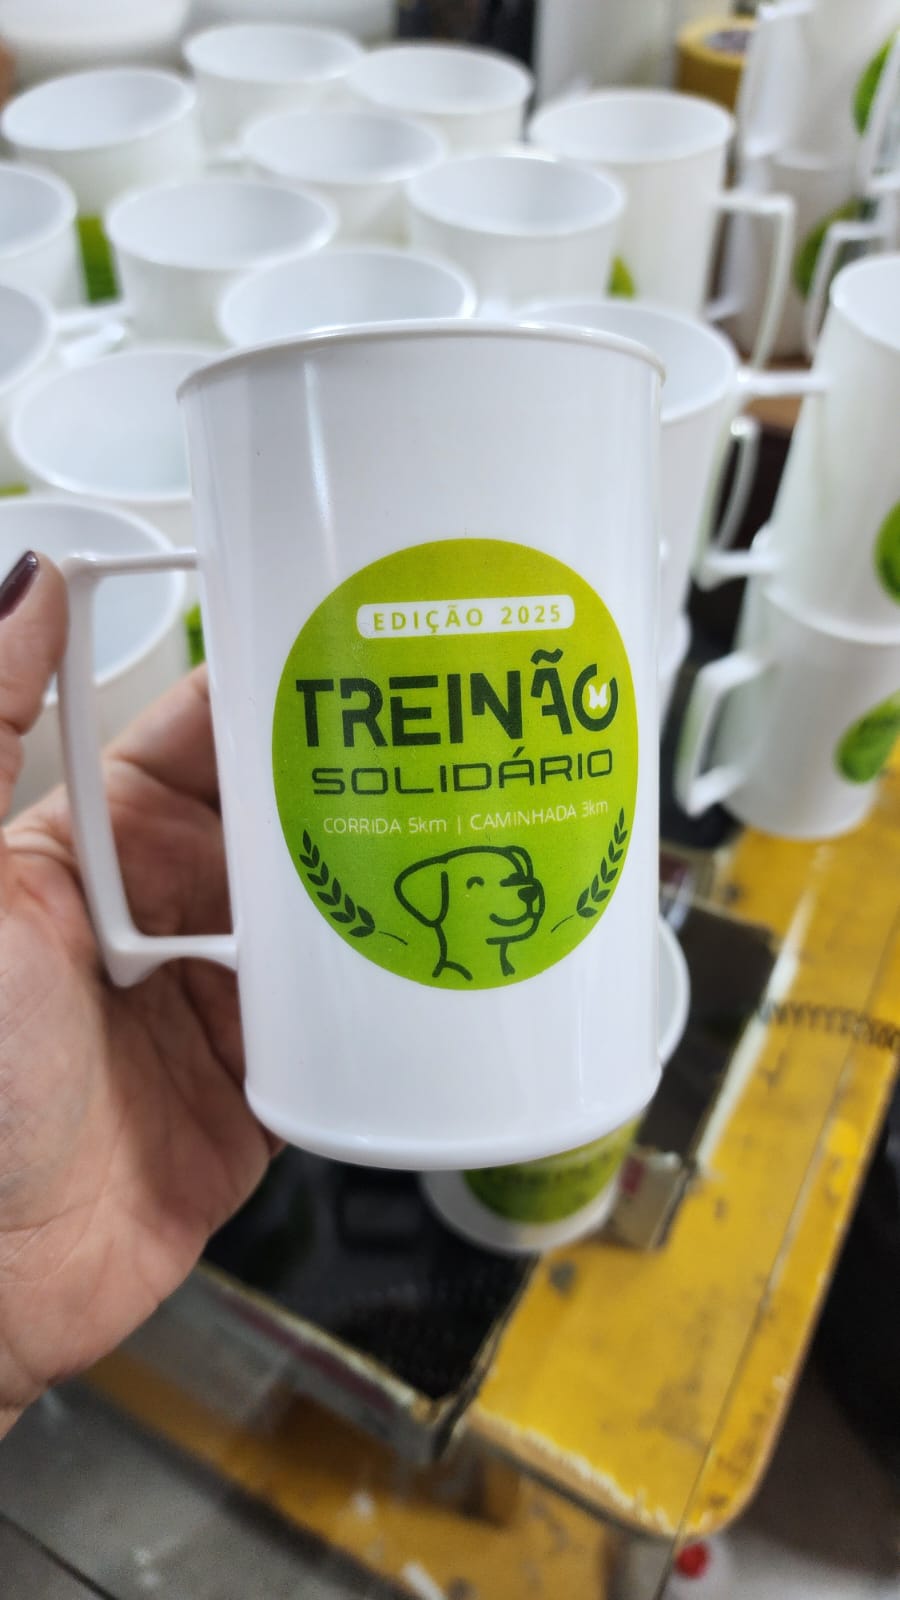 EDIÇÃO 2025
TREINÃO
SOLIDÁRIO
CORRIDA 5km | CAMINHADA 3km